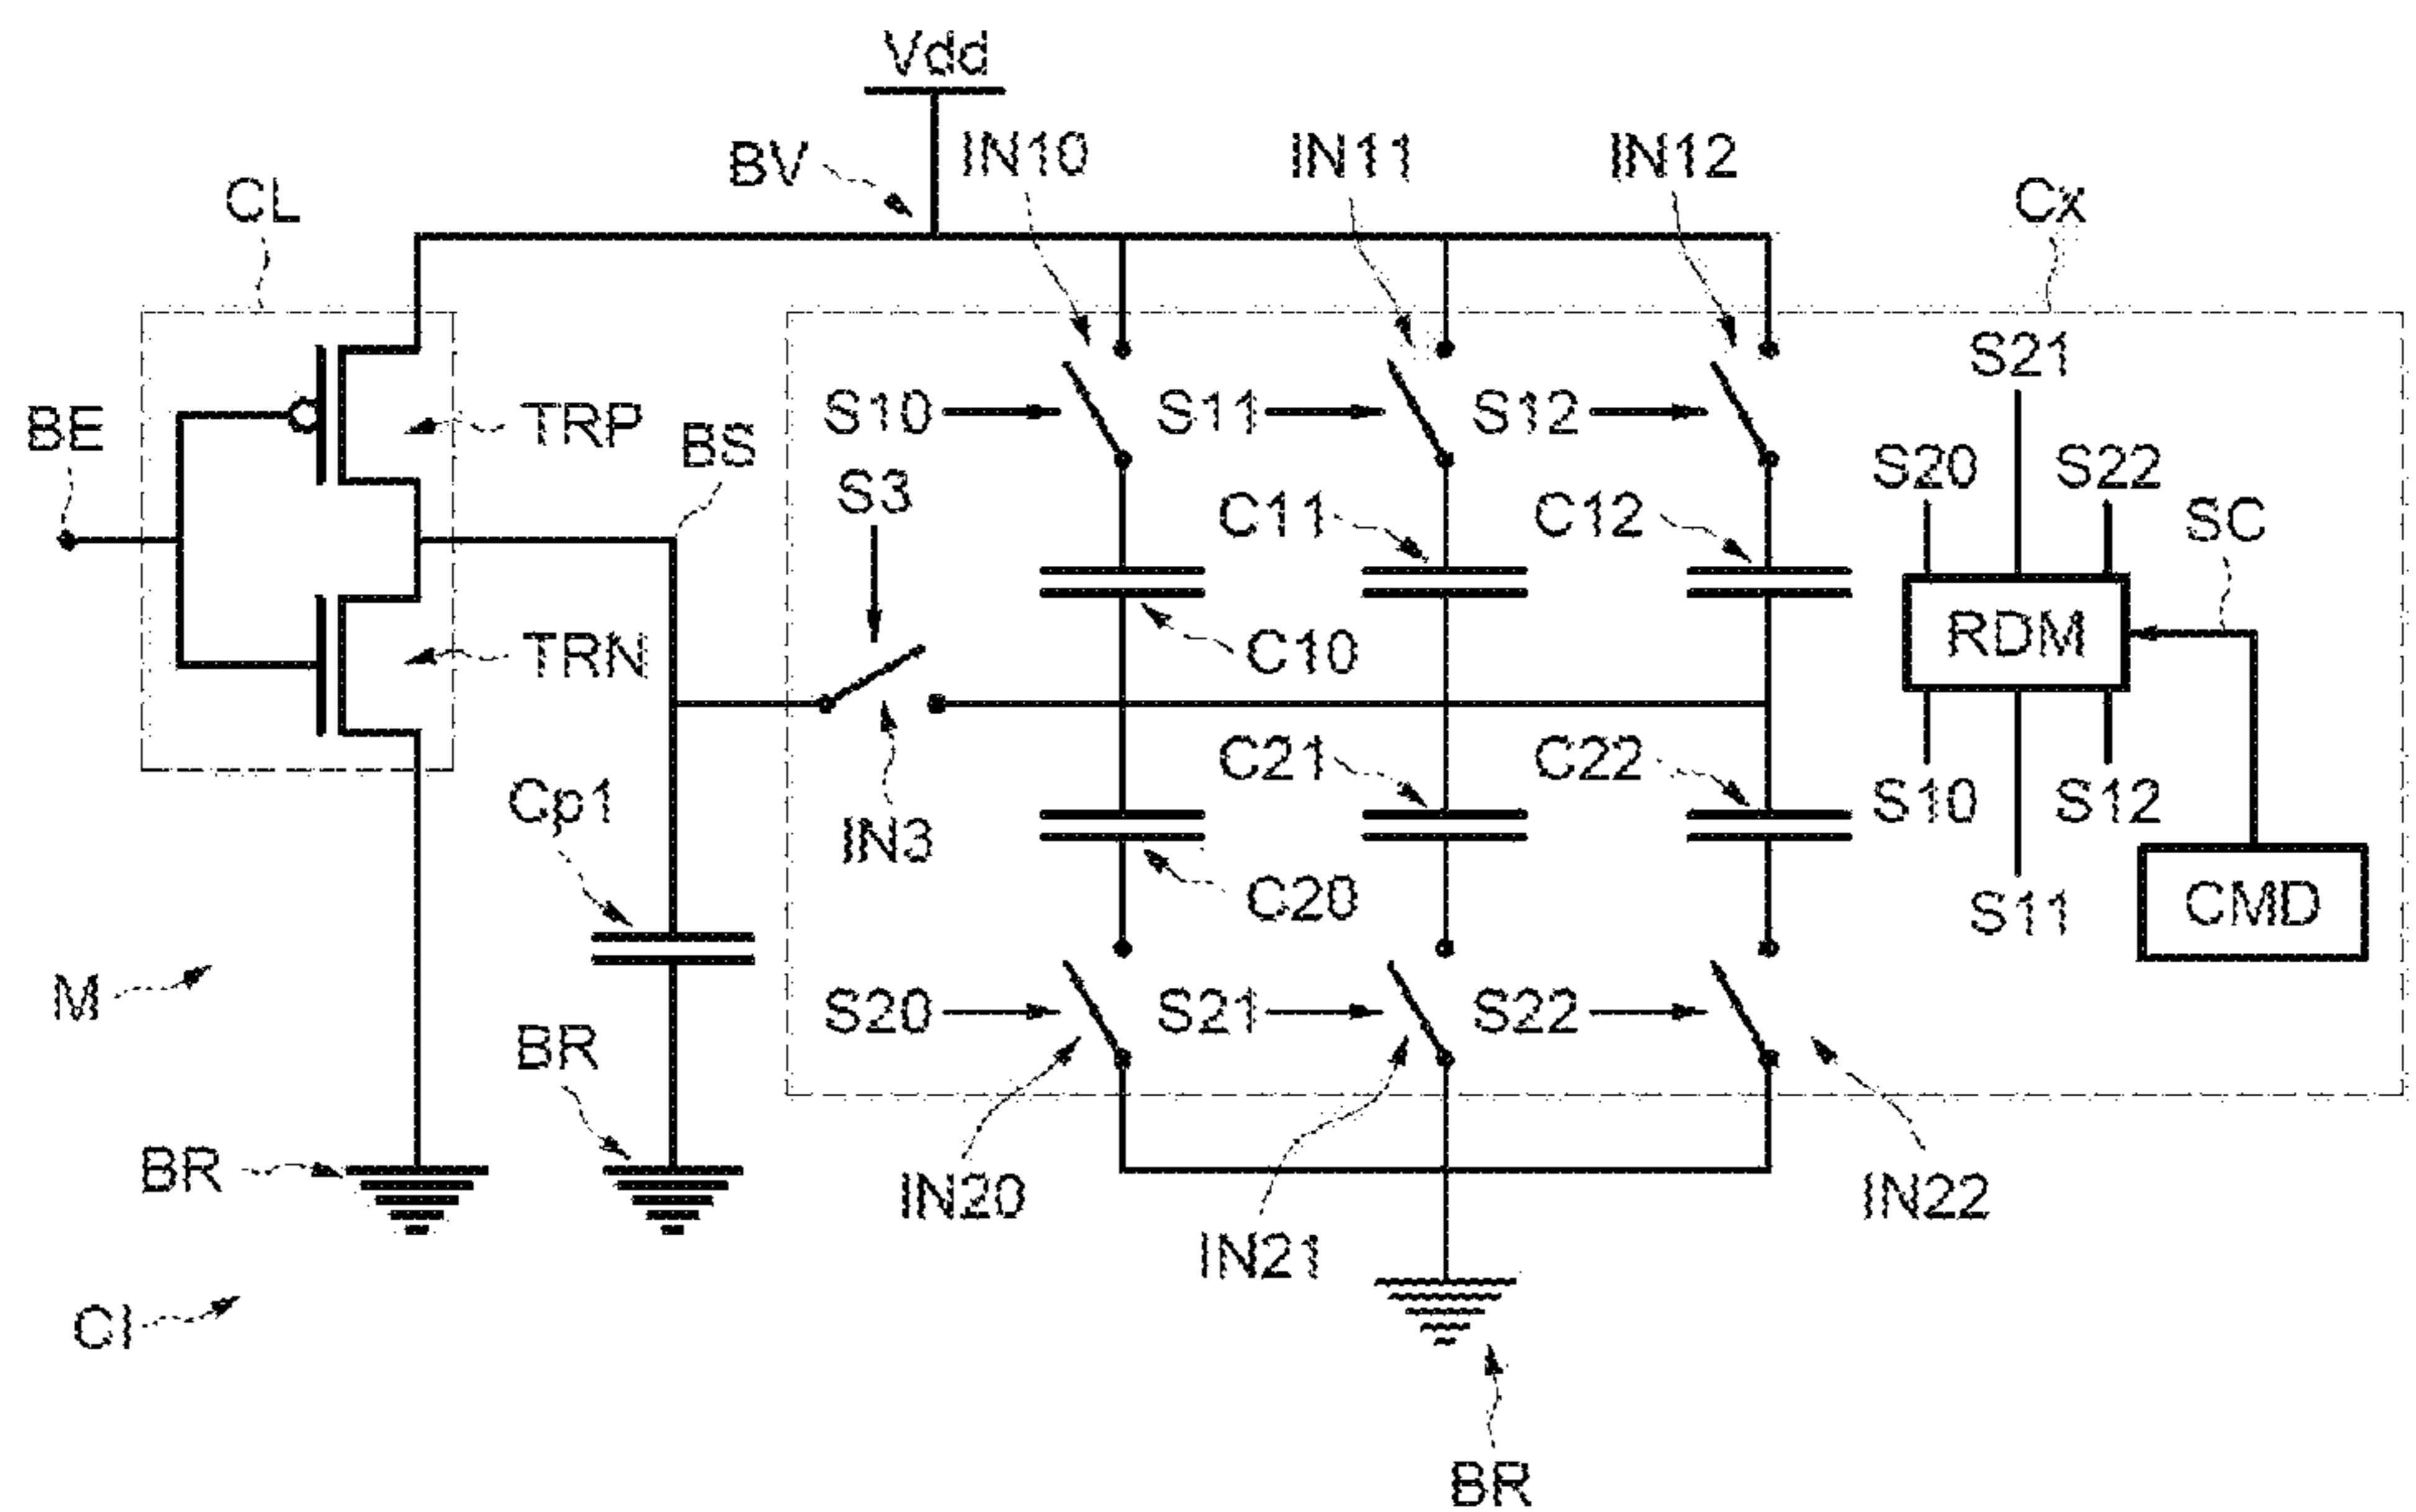 Vdd
BV
IN10
IN11
IN12
CL
Cx
S21
BE
TRP
BS
S10
S11
S12
S20
S22
S3
C11
C12
SC
TRN
C10
RDM
Cp1
IN3
C21
C22
S10
S12
C20
S11
CMD
M
BR
S20
S21
S22
BR
IN20
IN21
IN22
CI
BR